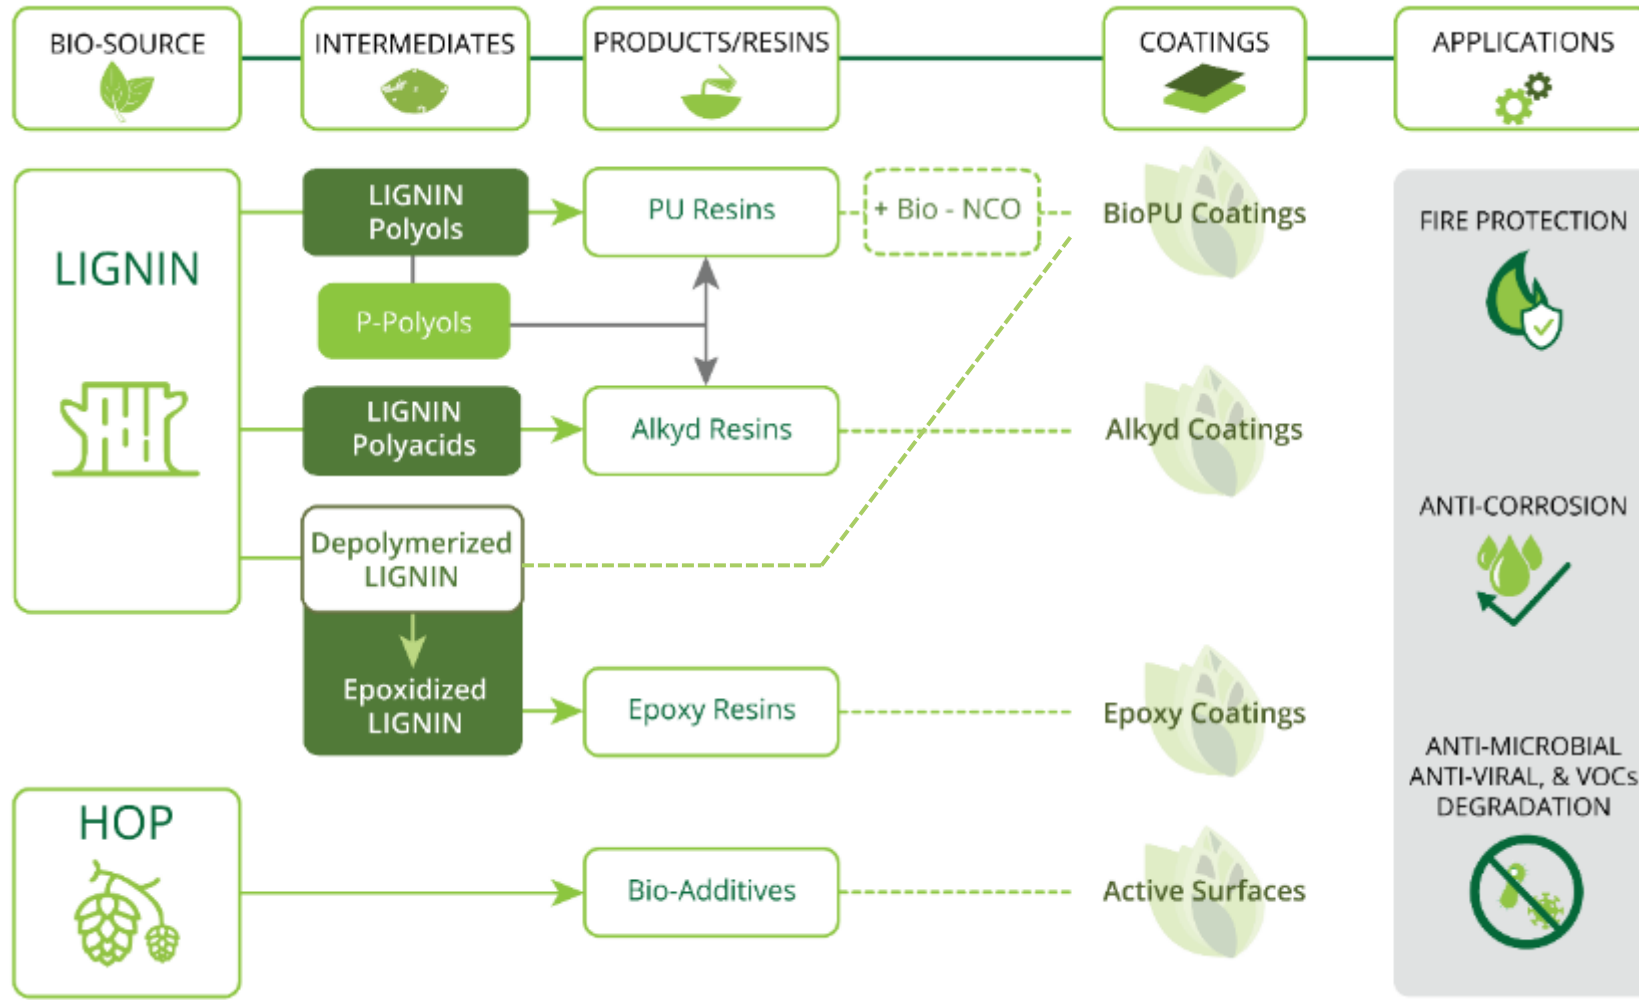 BIO-SOURCE
INTERMEDIATES
PRODUCTS/RESINS
COATINGS
APPLICATIONS
LIGNIN
LIGNIN
Polyols
PU Resins
+ Bio - NCO
BioPU Coatings
P-Polyols
LIGNIN
Polyacids
Alkyd Resins
Alkyd Coatings
Depolymerized
LIGNIN
Epoxidized
LIGNIN
Epoxy Resins
Epoxy Coatings
HOP
Bio-Additives
Active Surfaces
FIRE PROTECTION
ANTI-CORROSION
ANTI-MICROBIAL
ANTI-VIRAL, & VOCs
DEGRADATION